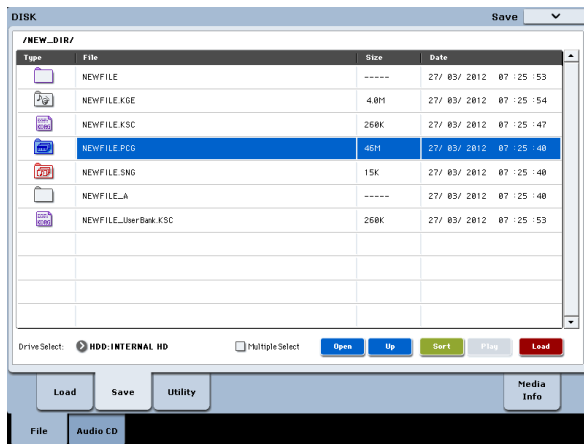 DISK Save
/NEW_DIR/
Type File Size Date
NEWFILE ----- 27/ 03/ 2012 07 :25 :53
NEWFILE.KGE 4.0M 27/ 03/ 2012 07 :25 :54
NEWFILE.KSC 260K 27/ 03/ 2012 07 :25 :47
NEWFILE.PCG 46M 27/ 03/ 2012 07 :25 :40
NEWFILE.SNG 15K 27/ 03/ 2012 07 :25 :40
NEWFILE_A ----- 27/ 03/ 2012 07 :25 :40
NEWFILE_UserBank.KSC 260K 27/ 03/ 2012 07 :25 :53
Drive Select: HDD:INTERNAL HD Multiple Select Open Up Sort Play Load
Load Save Utility Media Info
File Audio CD